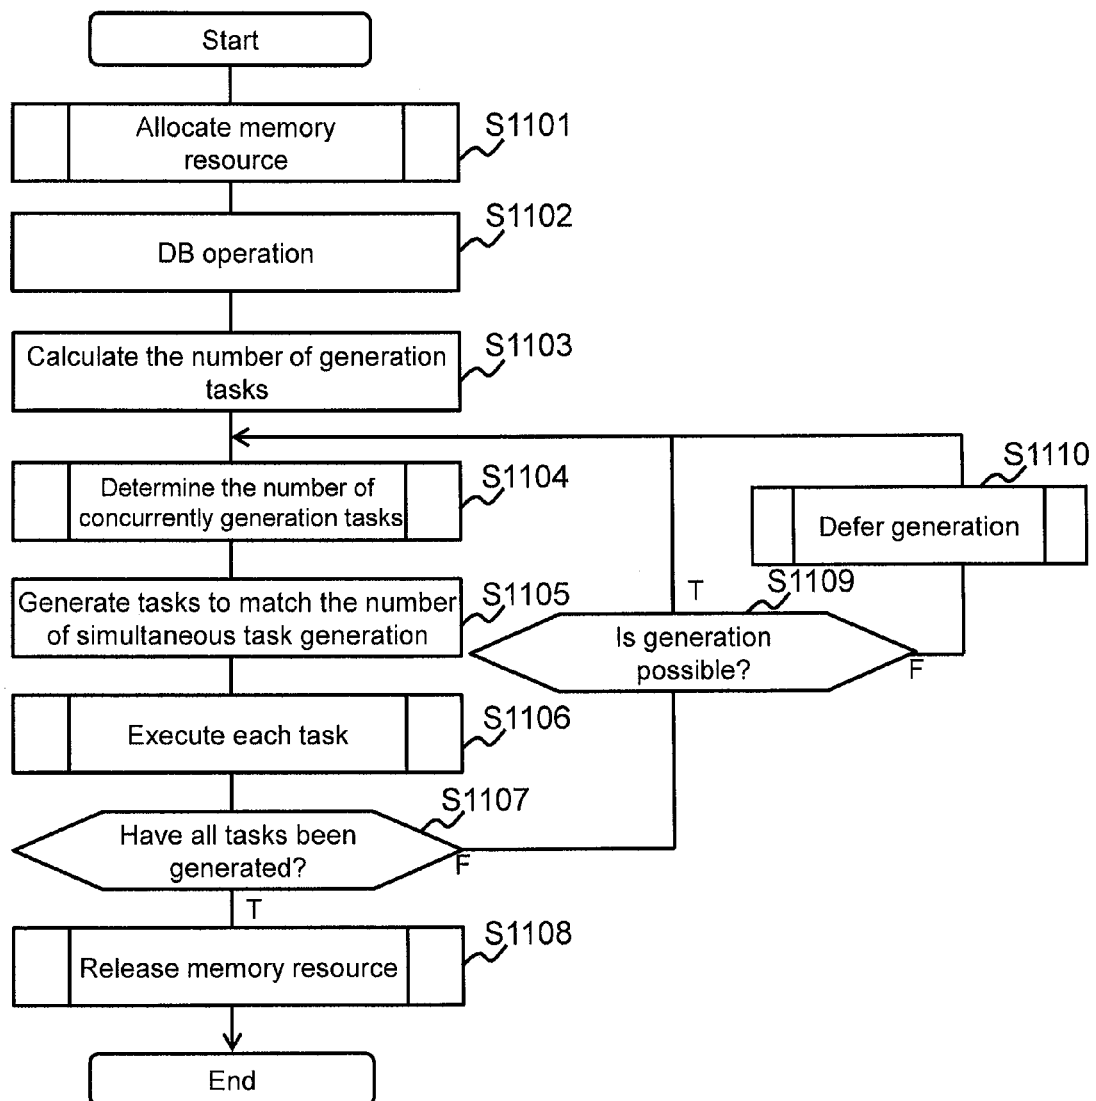 Start
Allocate memory
resource
S1101
DB operation
S1102
Calculate the number of generation
tasks
S1103
Determine the number of
concurrently generation tasks
S1104
Generate tasks to match the number
of simultaneous task generation
S1105
Execute each task
S1106
Have all tasks been
generated?
S1107
F
T
Release memory resource
S1108
End
Is generation
possible?
S1109
T
F
Defer generation
S1110